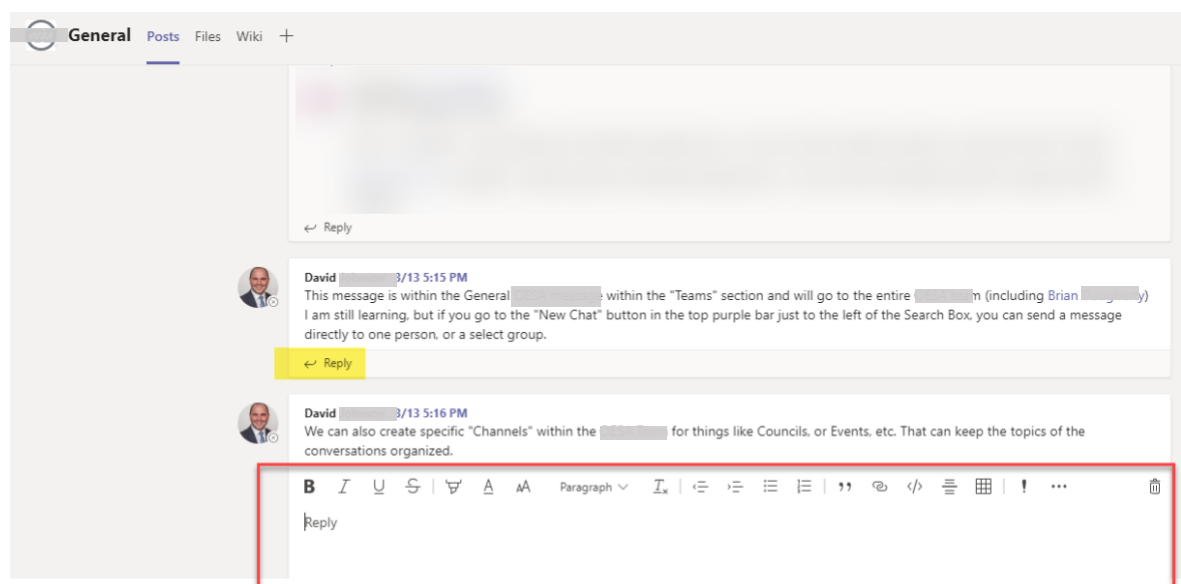 General Posts Files Wiki
Reply
David 3/13 5:15 PM
This message is within the General within the "Teams" section and will go to the entire (including Brian
I am still learning, but if you go to the "New Chat" button in the top purple bar just to the left of the Search Box, you can send a message
directly to one person, or a select group.
Reply
David 3/13 5:16 PM
We can also create specific "Channels" within the for things like Councils, or Events, etc. That can keep the topics of the
conversations organized.
B I U S A AA Paragraph Tx
Reply